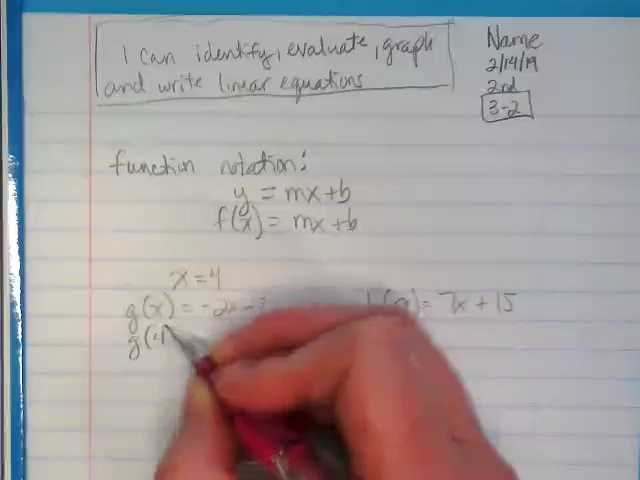 I can identify, evaluate, graph
and write linear equations
Name
2/14/19
2nd
3-2
function notation:
y = mx+b
f(x) = mx+b
x = 4
g(x) = -2x - 3
(x) = 7x + 15
g(